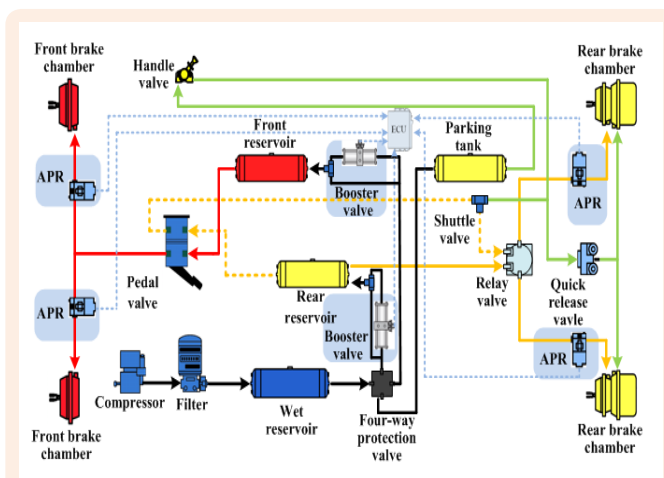 Front brake
chamber
Handle
valve
Rear brake
chamber
ECU
Front
reservoir
Parking
tank
APR
Booster
valve
APR
Shuttle
valve
Pedal
valve
Relay
valve
Quick
release
vavle
Rear
reservoir
APR
Booster
valve
APR
Compressor
Filter
Wet
reservoir
Four-way
protection
valve
Front brake
chamber
Rear brake
chamber